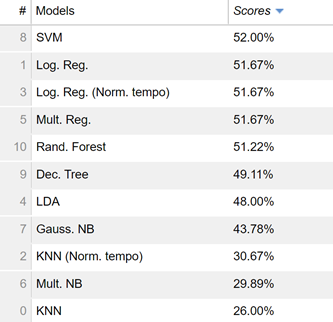 # Models Scores
8 SVM 52.00%
1 Log. Reg. 51.67%
3 Log. Reg. (Norm. tempo) 51.67%
5 Mult. Reg. 51.67%
10 Rand. Forest 51.22%
9 Dec. Tree 49.11%
4 LDA 48.00%
7 Gauss. NB 43.78%
2 KNN (Norm. tempo) 30.67%
6 Mult. NB 29.89%
0 KNN 26.00%